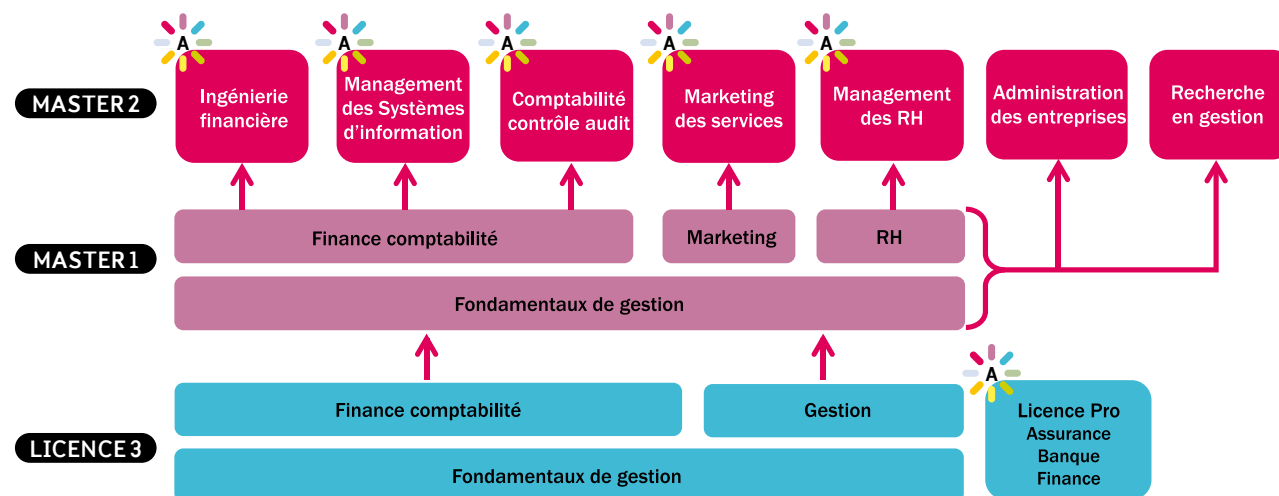 A
A
A
A
A
MASTER 2
Ingénierie
financière
Management
des Systèmes
d'information
Comptabilité
contrôle audit
Marketing
des services
Management
des RH
Administration
des entreprises
Recherche
en gestion
MASTER 1
Finance comptabilité
Marketing
RH
Fondamentaux de gestion
LICENCE 3
Finance comptabilité
Gestion
A
Licence Pro
Assurance
Banque
Finance
Fondamentaux de gestion